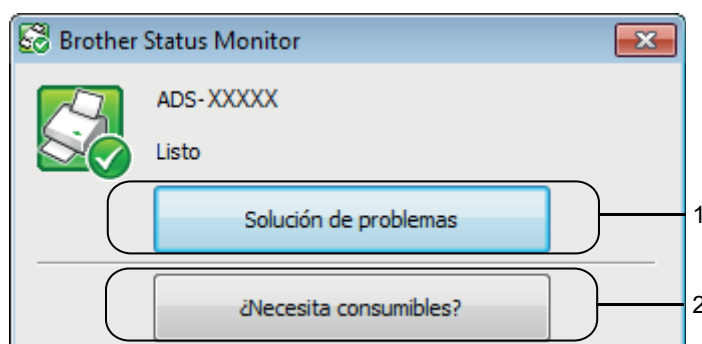 Brother Status Monitor
ADS-XXXXX
Listo
Solución de problemas
1
¿Necesita consumibles?
2